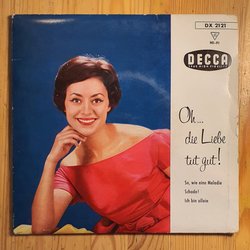 DX 2121
DECCA
Oh...
die Liebe
tut gut!
So, wie eine Melodie
Schade!
Ich bin allein